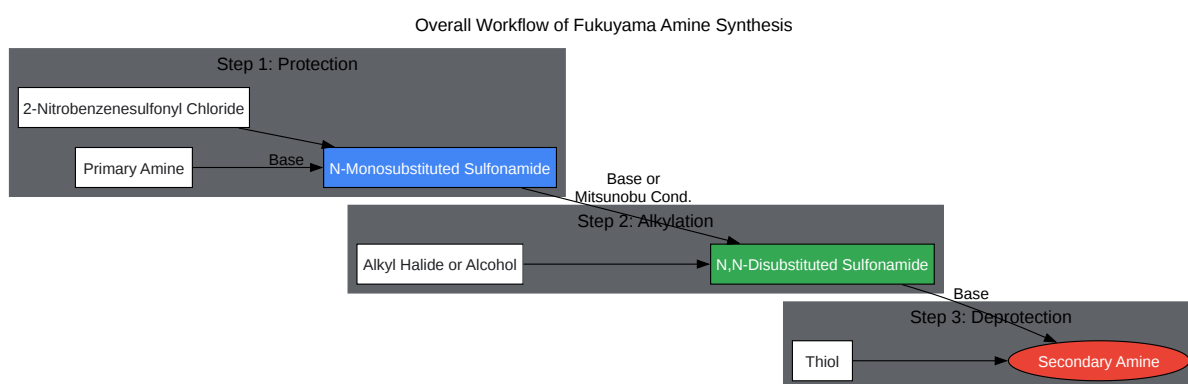 Overall Workflow of Fukuyama Amine Synthesis
Step 1: Protection
2-Nitrobenzenesulfonyl Chloride
Primary Amine
Base
N-Monosubstituted Sulfonamide
Base or
Mitsunobu Cond.
Step 2: Alkylation
Alkyl Halide or Alcohol
N,N-Disubstituted Sulfonamide
Base
Step 3: Deprotection
Thiol
Secondary Amine